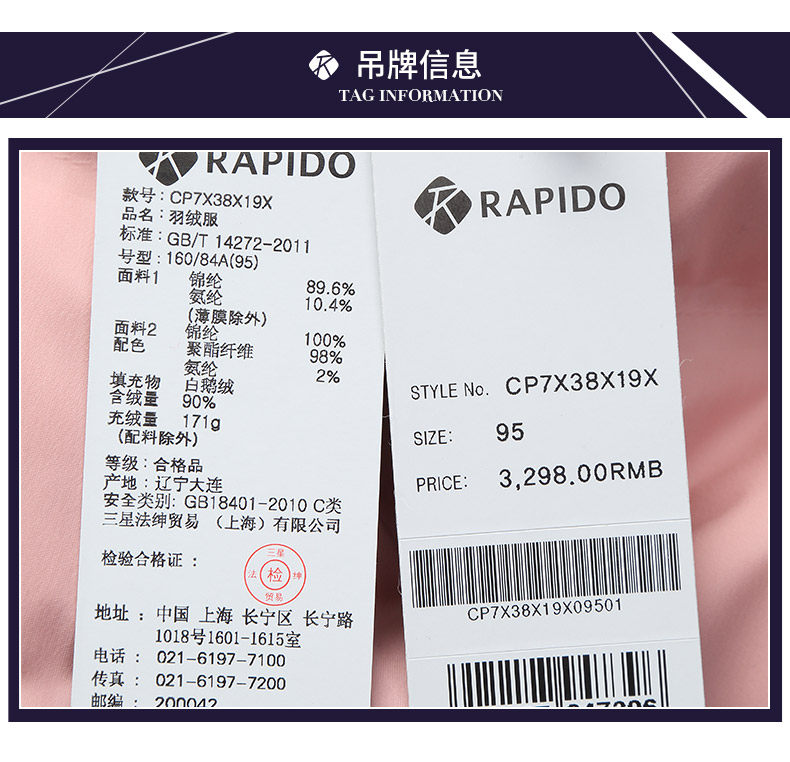 吊牌信息
TAG INFORMATION
RAPIDO
款号：CP7X38X19X
品名：羽绒服
标准：GB/T 14272-2011
号型：160/84A(95)
面料1 锦纶 89.6%
氨纶 10.4%
(薄膜除外)
面料2 锦纶 100%
配色 聚酯纤维 98%
氨纶 2%
填充物 白鹅绒
含绒量 90%
充绒量 171g
(配料除外)
等级：合格品
产地：辽宁大连
安全类别: GB18401-2010 C类
三星法绅贸易 （上海）有限公司
检验合格证：
三星
法 检 绅
贸易
地址： 中国 上海 长宁区 长宁路
1018号1601-1615室
电话： 021-6197-7100
传真： 021-6197-7200
邮编： 200042
RAPIDO
STYLE No. CP7X38X19X
SIZE: 95
PRICE: 3,298.00RMB
CP7X38X19X09501